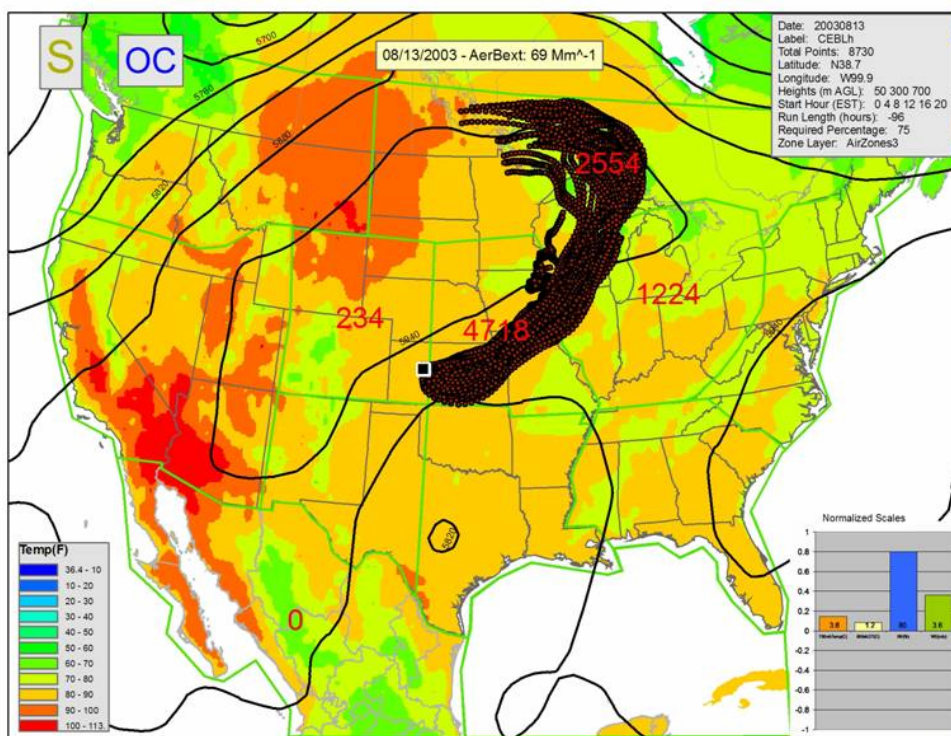 S
OC
08/13/2003 - AerBext: 69 Mm^-1
Date: 20030813
Label: CEBLh
Total Points: 8730
Latitude: N38.7
Longitude: W99.9
Heights (m AGL): 50 300 700
Start Hour (EST): 0 4 8 12 16 20
Run Length (hours): -96
Required Percentage: 75
Zone Layer: AirZones3
5700
5760
5880
5820
2554
1224
234
4718
5840
5820
0
Temp(F)
36.4 - 10
10 - 20
20 - 30
30 - 40
40 - 50
50 - 60
60 - 70
70 - 80
80 - 90
90 - 100
100 - 113.
Normalized Scales
1
0.8
0.6
0.4
0.2
0
-0.2
-0.4
-0.6
-0.8
-1
3.6
1.2
80
3.6